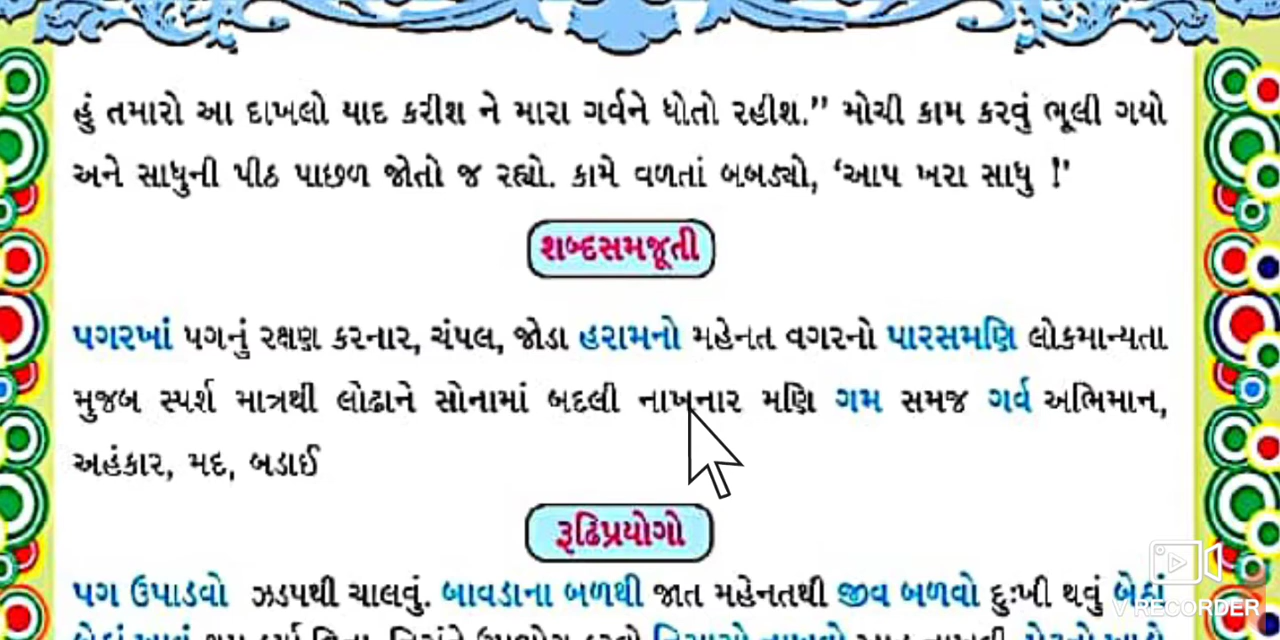 હું તમારો આ દાખલો યાદ કરીશ ને મારા ગર્વને ધોતો રહીશ.” મોચી કામ કરવું ભૂલી ગયો
અને સાધુની પીઠ પાછળ જોતો જ રહ્યો. કામે વળતાં બબડ્યો, ‘આપ ખરા સાધુ !’
શબ્દસમજૂતી
પગરખાં પગનું રક્ષણ કરનાર, ચંપલ, જોડા હરામનો મહેનત વગરનો પારસમણિ લોકમાન્યતા
મુજબ સ્પર્શ માત્રથી લોઢાને સોનામાં બદલી નાખનાર મણિ ગમ સમજ ગર્વ અભિમાન,
અહંકાર, મદ, બડાઈ
રૂઢિપ્રયોગો
પગ ઉપાડવો ઝડપથી ચાલવું. બાવડાના બળથી જાત મહેનતથી જીવ બળવો દુઃખી થવું બેઠાં
V RECORDER